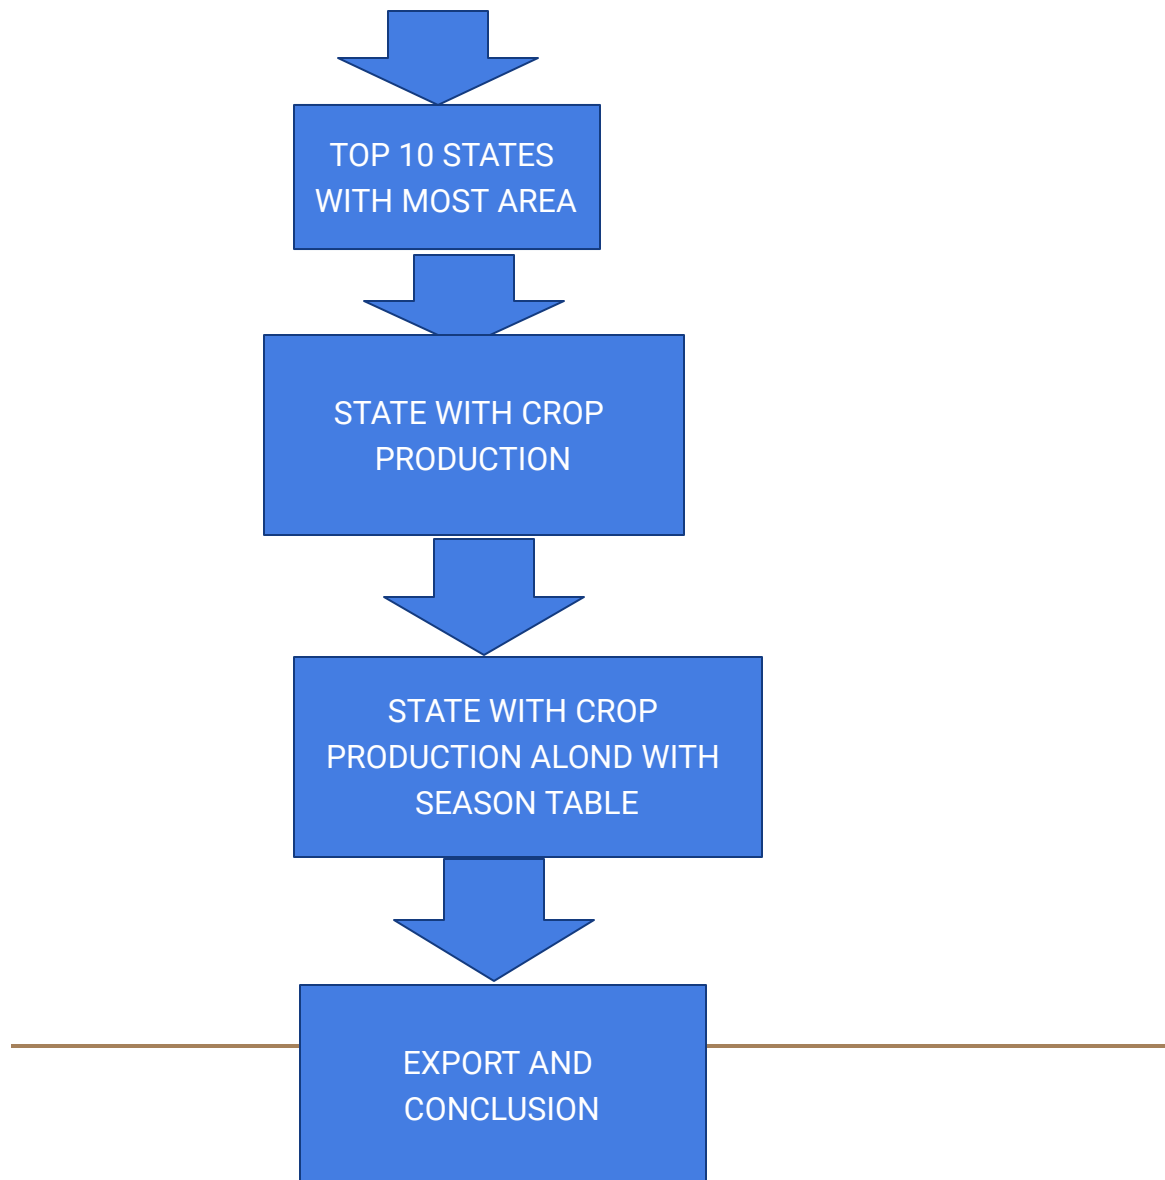 TOP 10 STATES
WITH MOST AREA
STATE WITH CROP
PRODUCTION
STATE WITH CROP
PRODUCTION ALOND WITH
SEASON TABLE
EXPORT AND
CONCLUSION